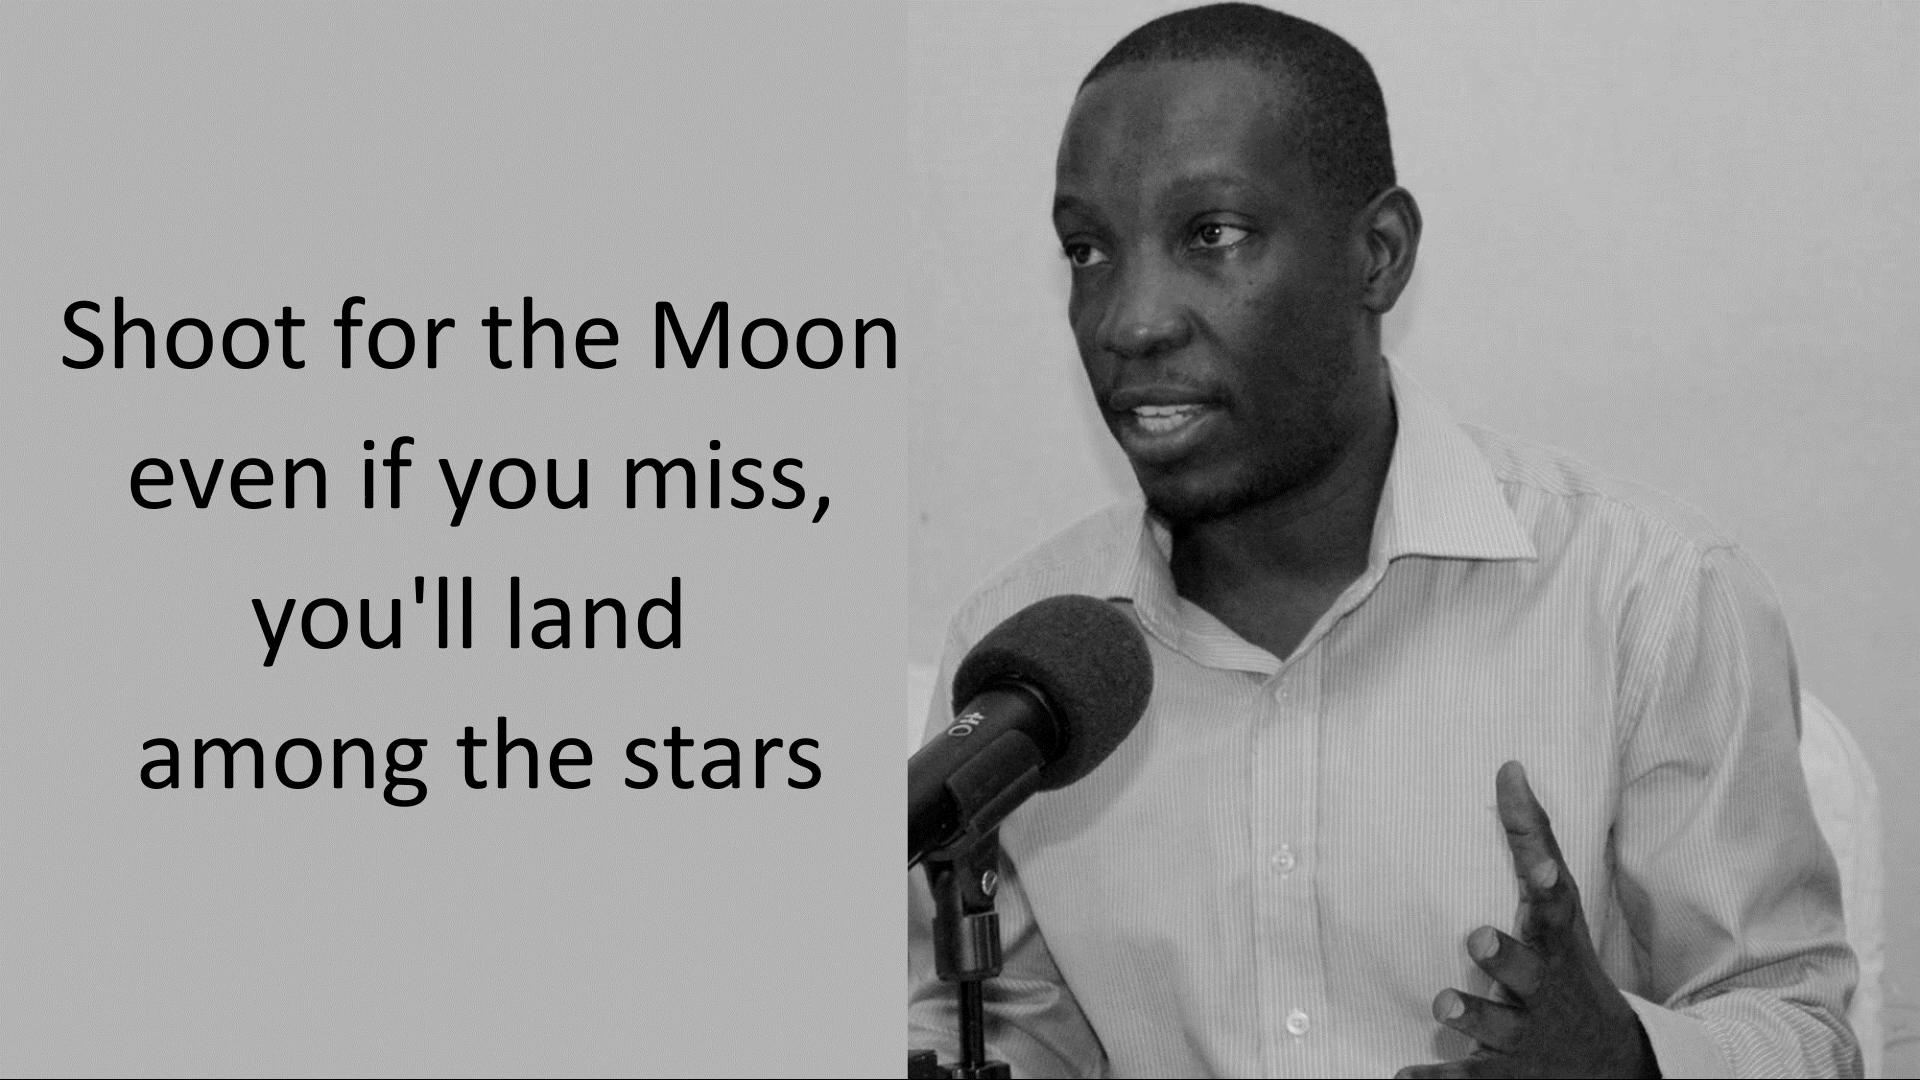 Shoot for the Moon
even if you miss,
you'll land
among the stars